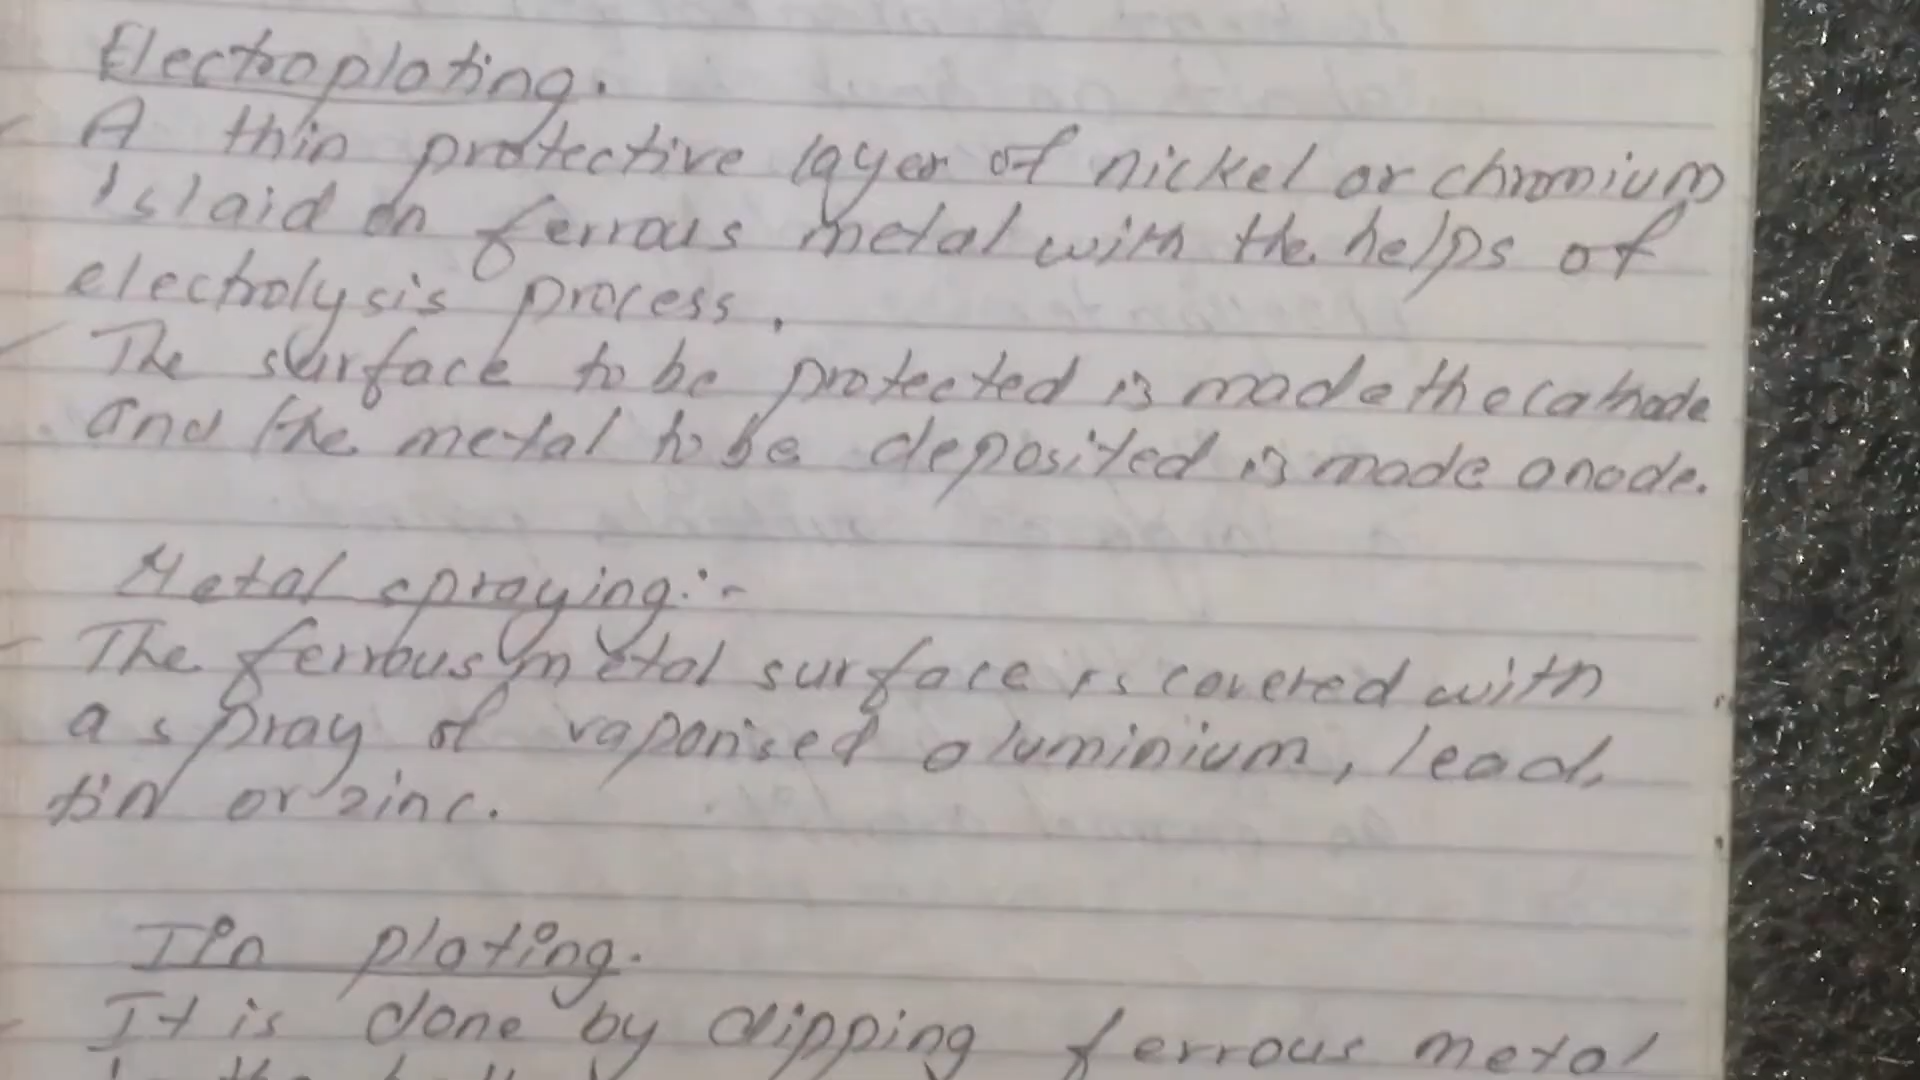 Electroplating.
A thin protective layer of nickel or chromium
is laid on ferrous metal with the helps of
electrolysis process.
The surface to be protected is made the cathode
and the metal to be deposited is made anode.
Metal spraying:-
The ferrous metal surface is covered with
a spray of vaporised aluminium, lead,
tin or zinc.
Tin plating.
It is done by dipping ferrous metal